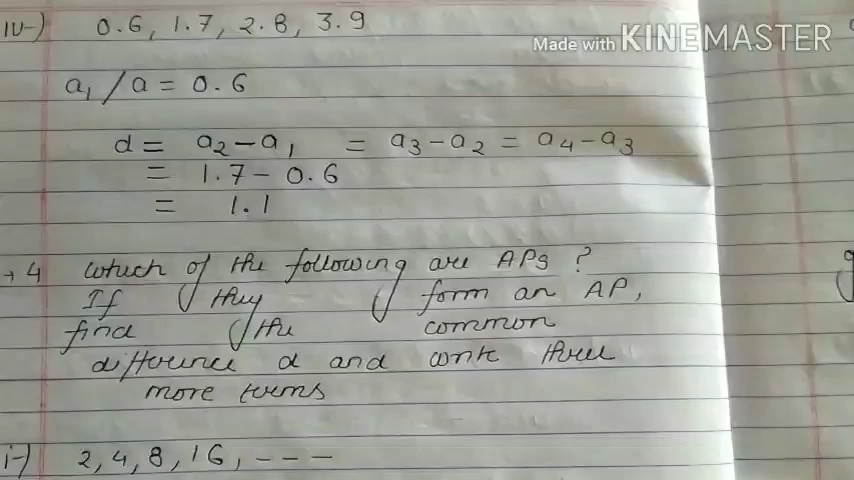 iv-) 0.6, 1.7, 2.8, 3.9
Made with KINEMASTER
a₁ / a = 0.6
d = a₂ - a₁ = a₃ - a₂ = a₄ - a₃
= 1.7 - 0.6
= 1.1
→ 4 which of the following are APs ?
If they form an AP,
find the common
difference d and write three
more terms
i-) 2, 4, 8, 16, - - -